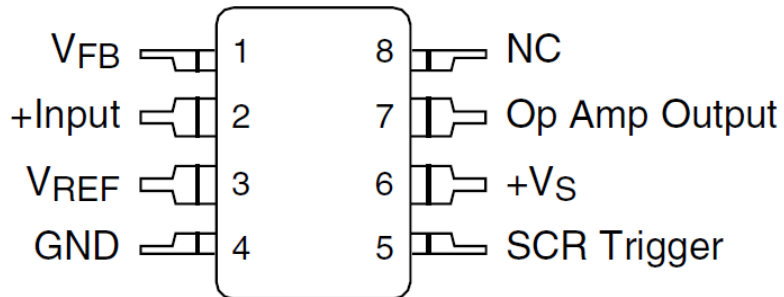 VFB 1 8 NC
+Input 2 7 Op Amp Output
VREF 3 6 +VS
GND 4 5 SCR Trigger